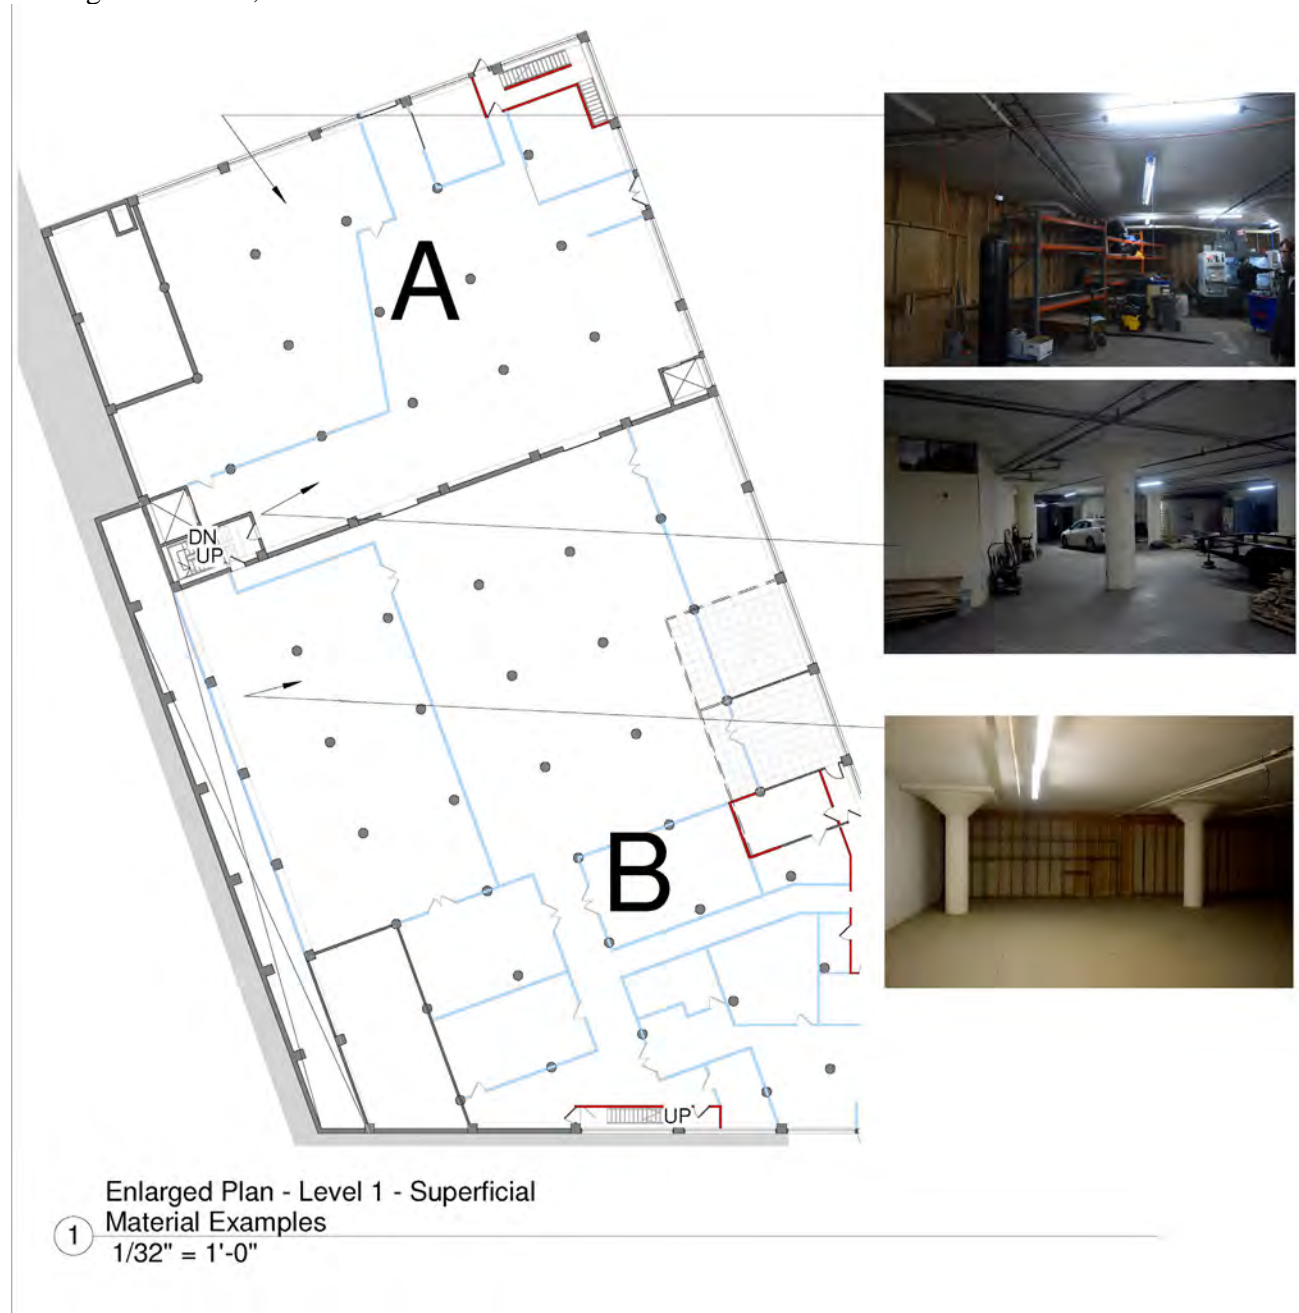 A
DN
UP
B
UP
Enlarged Plan - Level 1 - Superficial
Material Examples
1
1/32" = 1'-0"